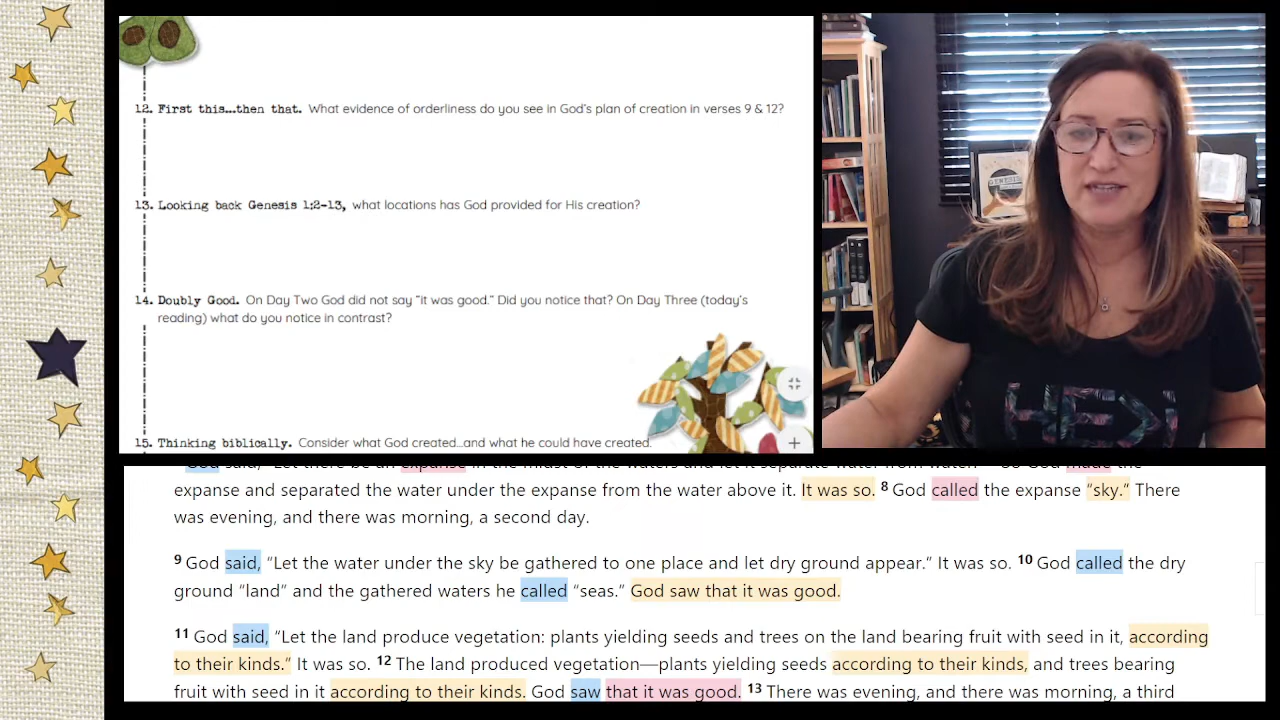 12. First this...then that. What evidence of orderliness do you see in God's plan of creation in verses 9 & 12?
13. Looking back Genesis 1:2-13, what locations has God provided for His creation?
14. Doubly Good. On Day Two God did not say "it was good." Did you notice that? On Day Three (today's
reading) what do you notice in contrast?
15. Thinking biblically. Consider what God created...and what he could have created.
GENESIS
HEK
expanse and separated the water under the expanse from the water above it. It was so. 8 God called the expanse "sky." There
was evening, and there was morning, a second day.
9 God said, "Let the water under the sky be gathered to one place and let dry ground appear." It was so. 10 God called the dry
ground "land" and the gathered waters he called "seas." God saw that it was good.
11 God said, "Let the land produce vegetation: plants yielding seeds and trees on the land bearing fruit with seed in it, according
to their kinds." It was so. 12 The land produced vegetation—plants yielding seeds according to their kinds, and trees bearing
fruit with seed in it according to their kinds. God saw that it was good. 13 There was evening, and there was morning, a third